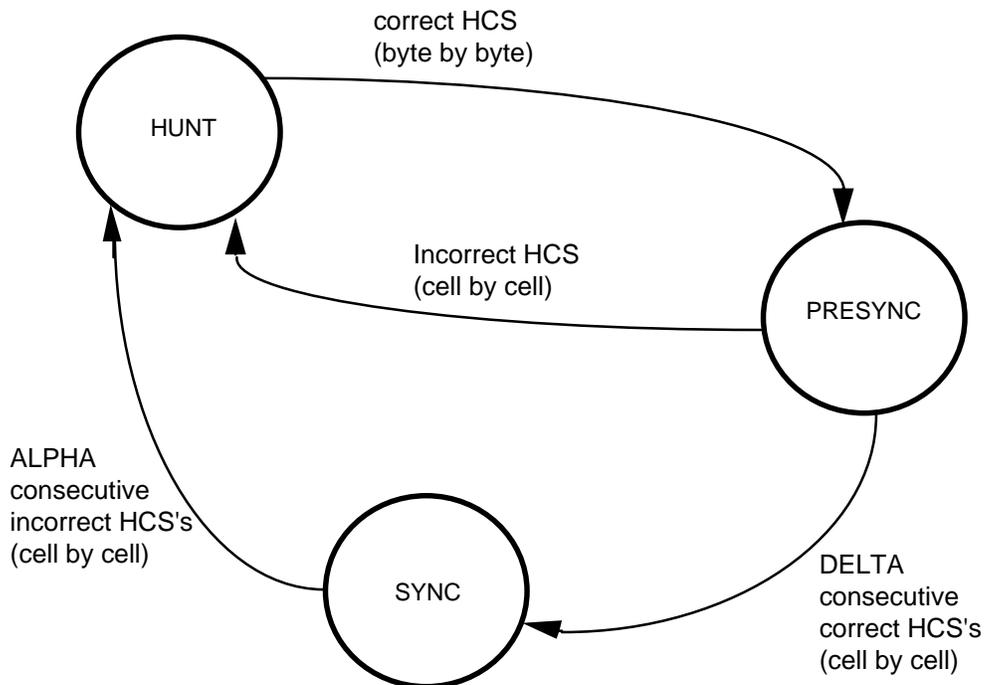 correct HCS
(byte by byte)
HUNT
Incorrect HCS
(cell by cell)
PRESYNC
ALPHA
consecutive
incorrect HCS's
(cell by cell)
SYNC
DELTA
consecutive
correct HCS's
(cell by cell)